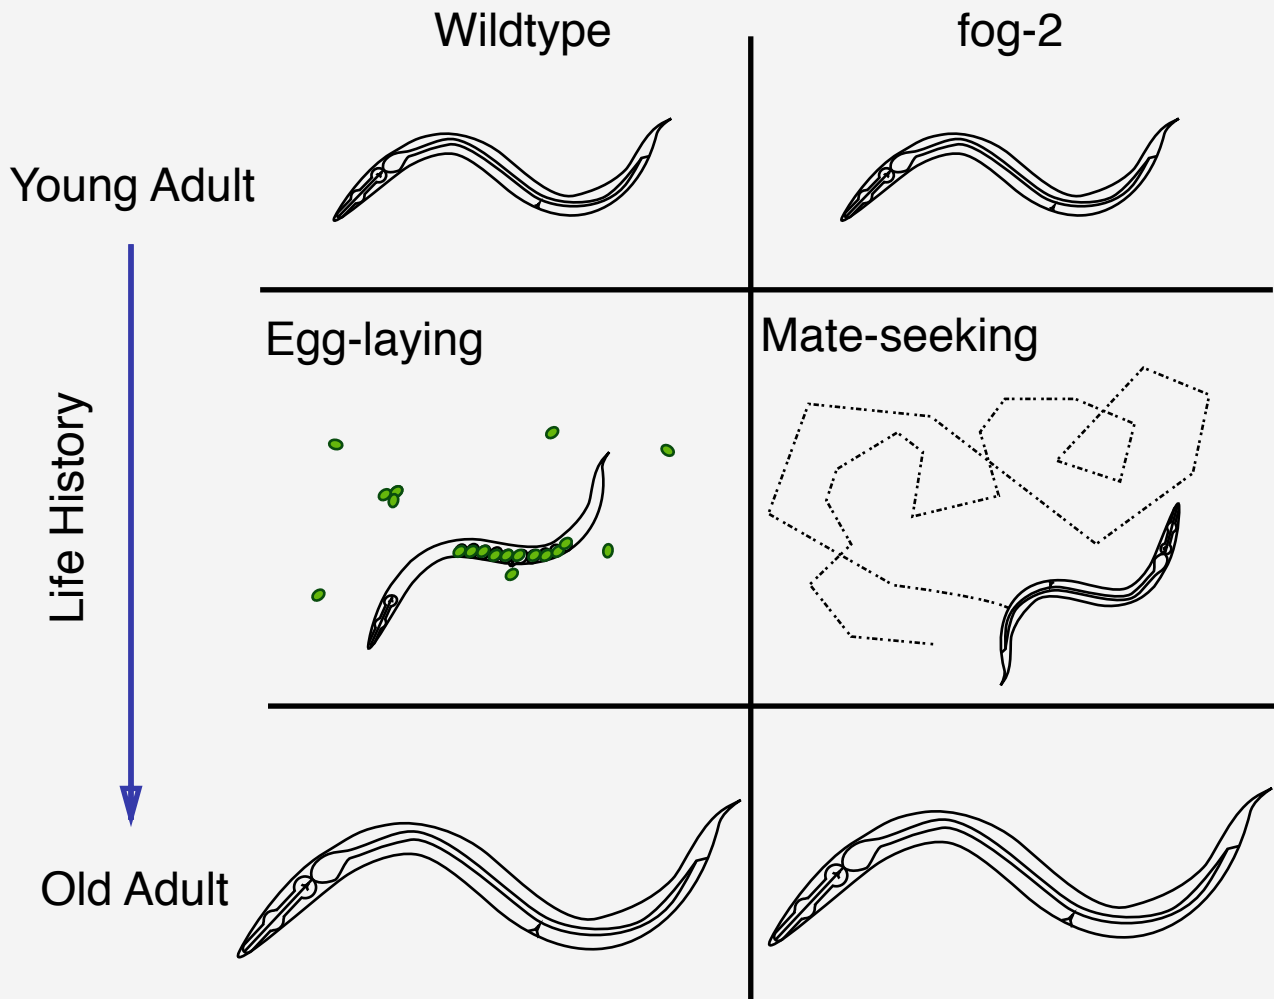 Wildtype
fog-2
Young Adult
Egg-laying
Mate-seeking
Life History
Old Adult